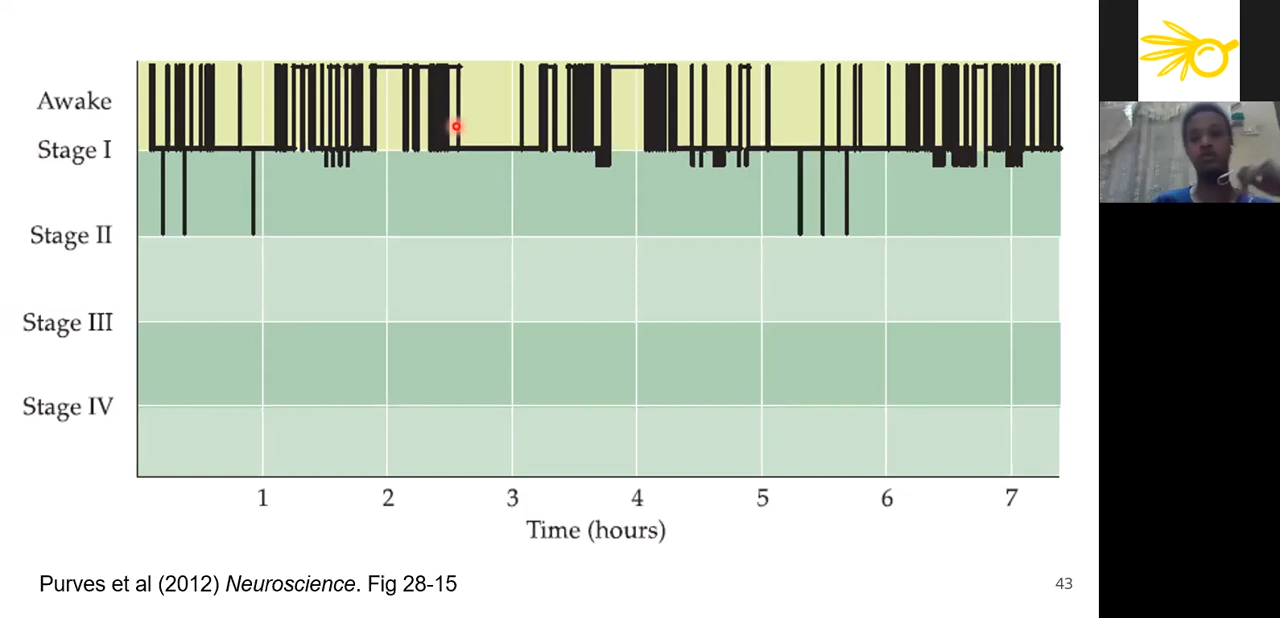 Awake
Stage I
Stage II
Stage III
Stage IV
1 2 3 4 5 6 7
Time (hours)
Purves et al (2012) Neuroscience. Fig 28-15
43